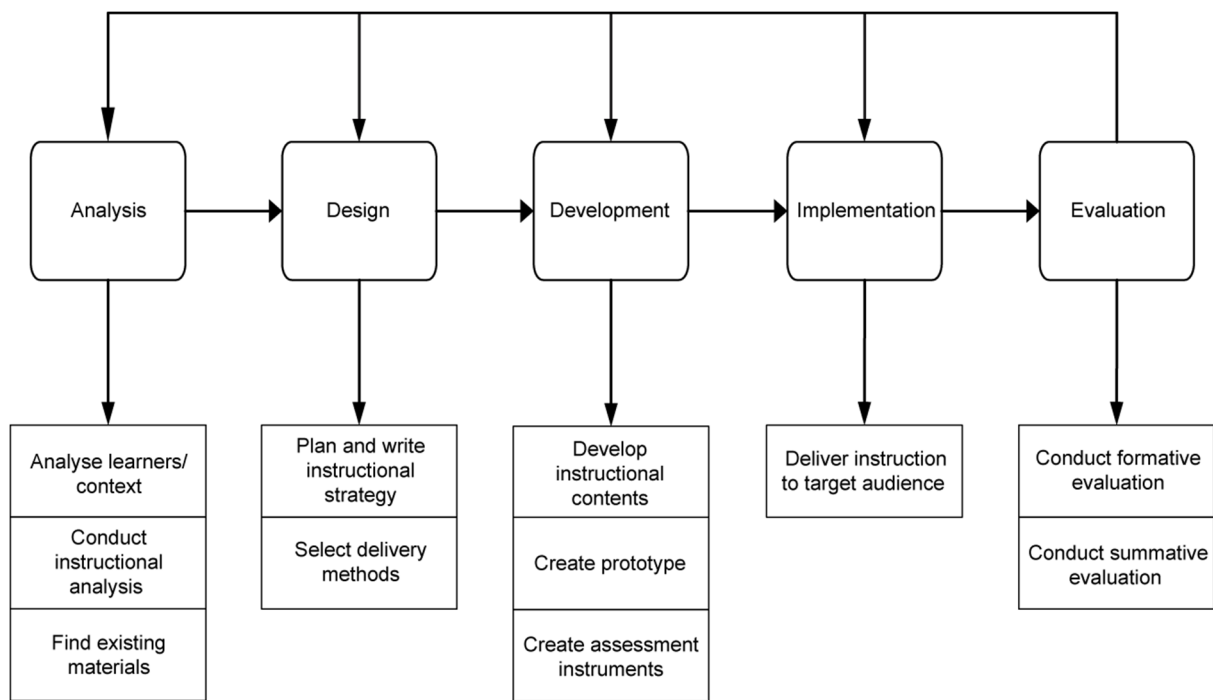 Analysis
Design
Development
Implementation
Evaluation
Analyse learners/
context
Conduct
instructional
analysis
Find existing
materials
Plan and write
instructional
strategy
Select delivery
methods
Develop
instructional
contents
Create prototype
Create assessment
instruments
Deliver instruction
to target audience
Conduct formative
evaluation
Conduct summative
evaluation